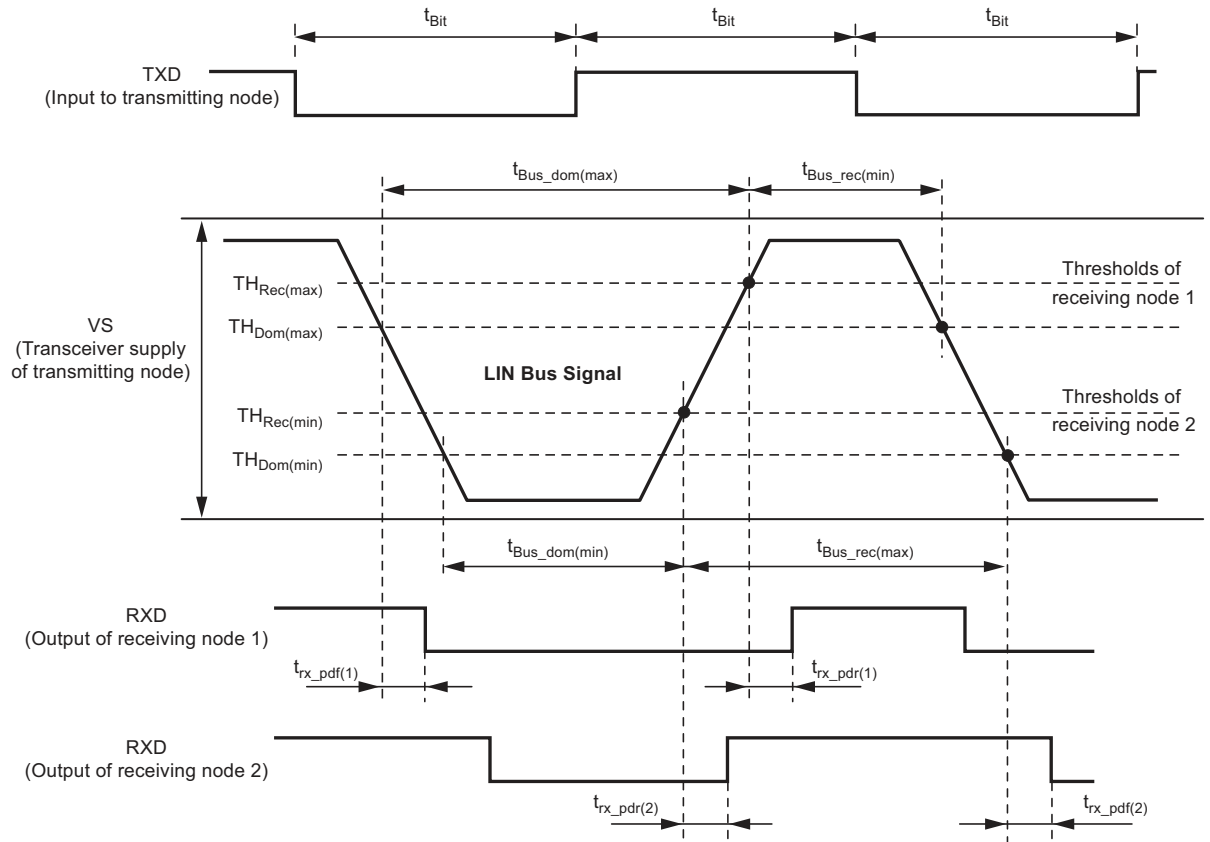 tBit
tBit
tBit
TXD
(Input to transmitting node)
tBus_dom(max)
tBus_rec(min)
THRec(max)
Thresholds of
receiving node 1
THDom(max)
VS
(Transceiver supply
of transmitting node)
LIN Bus Signal
THRec(min)
Thresholds of
receiving node 2
THDom(min)
tBus_dom(min)
tBus_rec(max)
RXD
(Output of receiving node 1)
trx_pdf(1)
trx_pdr(1)
RXD
(Output of receiving node 2)
trx_pdr(2)
trx_pdf(2)